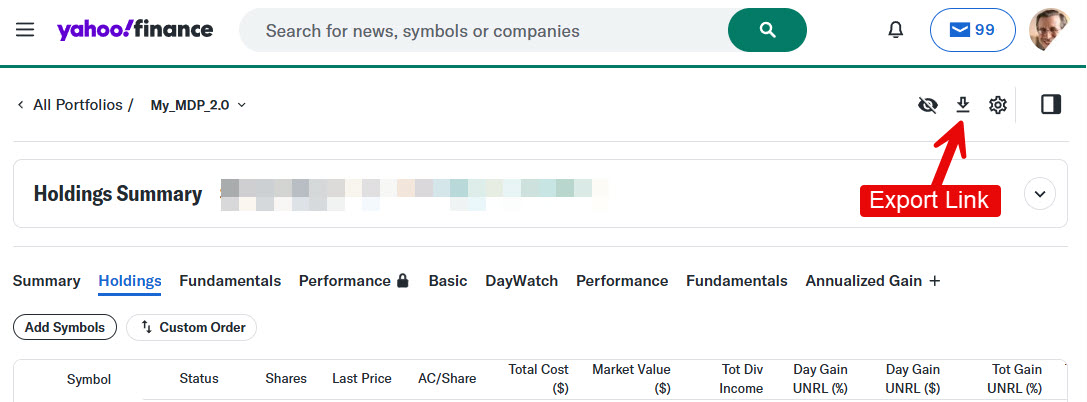 yahoo!finance Search for news, symbols or companies 99
All Portfolios / My_MDP_2.0
Holdings Summary
Export Link
Summary Holdings Fundamentals Performance Basic DayWatch Performance Fundamentals Annualized Gain +
Add Symbols Custom Order
Symbol Status Shares Last Price AC/Share Total Cost ($) Market Value ($) Tot Div Income Day Gain UNRL (%) Day Gain UNRL ($) Tot Gain UNRL (%)